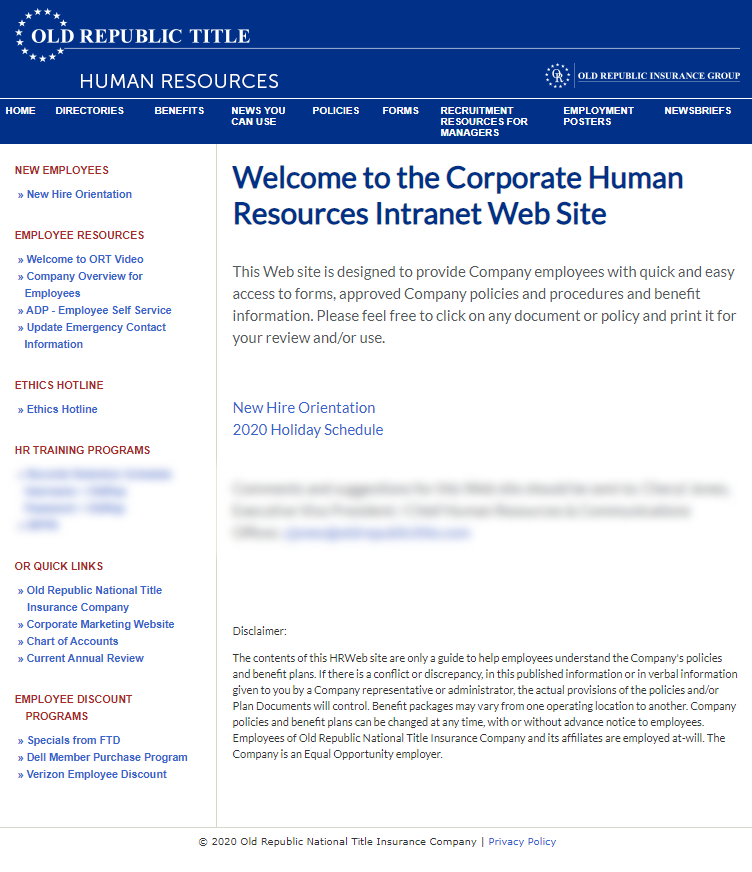 OLD REPUBLIC TITLE
HUMAN RESOURCES
OR
OLD REPUBLIC INSURANCE GROUP
HOME
DIRECTORIES
BENEFITS
NEWS YOU
CAN USE
POLICIES
FORMS
RECRUITMENT
RESOURCES FOR
MANAGERS
EMPLOYMENT
POSTERS
NEWSBRIEFS
NEW EMPLOYEES
» New Hire Orientation
EMPLOYEE RESOURCES
» Welcome to ORT Video
» Company Overview for
Employees
» ADP - Employee Self Service
» Update Emergency Contact
Information
ETHICS HOTLINE
» Ethics Hotline
HR TRAINING PROGRAMS
OR QUICK LINKS
» Old Republic National Title
Insurance Company
» Corporate Marketing Website
» Chart of Accounts
» Current Annual Review
EMPLOYEE DISCOUNT
PROGRAMS
» Specials from FTD
» Dell Member Purchase Program
» Verizon Employee Discount
Welcome to the Corporate Human
Resources Intranet Web Site
This Web site is designed to provide Company employees with quick and easy
access to forms, approved Company policies and procedures and benefit
information. Please feel free to click on any document or policy and print it for
your review and/or use.
New Hire Orientation
2020 Holiday Schedule
Disclaimer:
The contents of this HRWeb site are only a guide to help employees understand the Company's policies
and benefit plans. If there is a conflict or discrepancy, in this published information or in verbal information
given to you by a Company representative or administrator, the actual provisions of the policies and/or
Plan Documents will control. Benefit packages may vary from one operating location to another. Company
policies and benefit plans can be changed at any time, with or without advance notice to employees.
Employees of Old Republic National Title Insurance Company and its affiliates are employed at-will. The
Company is an Equal Opportunity employer.
© 2020 Old Republic National Title Insurance Company | Privacy Policy